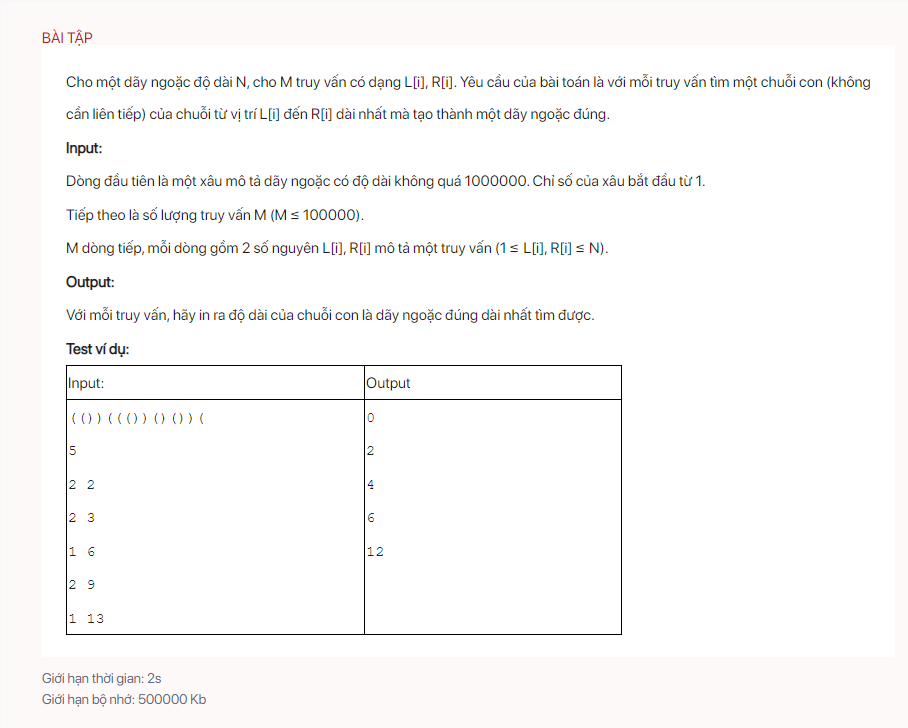 BÀI TẬP
Cho một dãy ngoặc độ dài N, cho M truy vấn có dạng L[i], R[i]. Yêu cầu của bài toán là với mỗi truy vấn tìm một chuỗi con (không
cần liên tiếp) của chuỗi từ vị trí L[i] đến R[i] dài nhất mà tạo thành một dãy ngoặc đúng.
Input:
Dòng đầu tiên là một xâu mô tả dãy ngoặc có độ dài không quá 1000000. Chỉ số của xâu bắt đầu từ 1.
Tiếp theo là số lượng truy vấn M (M ≤ 100000).
M dòng tiếp, mỗi dòng gồm 2 số nguyên L[i], R[i] mô tả một truy vấn (1 ≤ L[i], R[i] ≤ N).
Output:
Với mỗi truy vấn, hãy in ra độ dài của chuỗi con là dãy ngoặc đúng dài nhất tìm được.
Test ví dụ:
Input: Output
(())((())()())( 0
5 2
2 2 4
2 3 6
1 6 12
2 9
1 13
Giới hạn thời gian: 2s
Giới hạn bộ nhớ: 500000 Kb